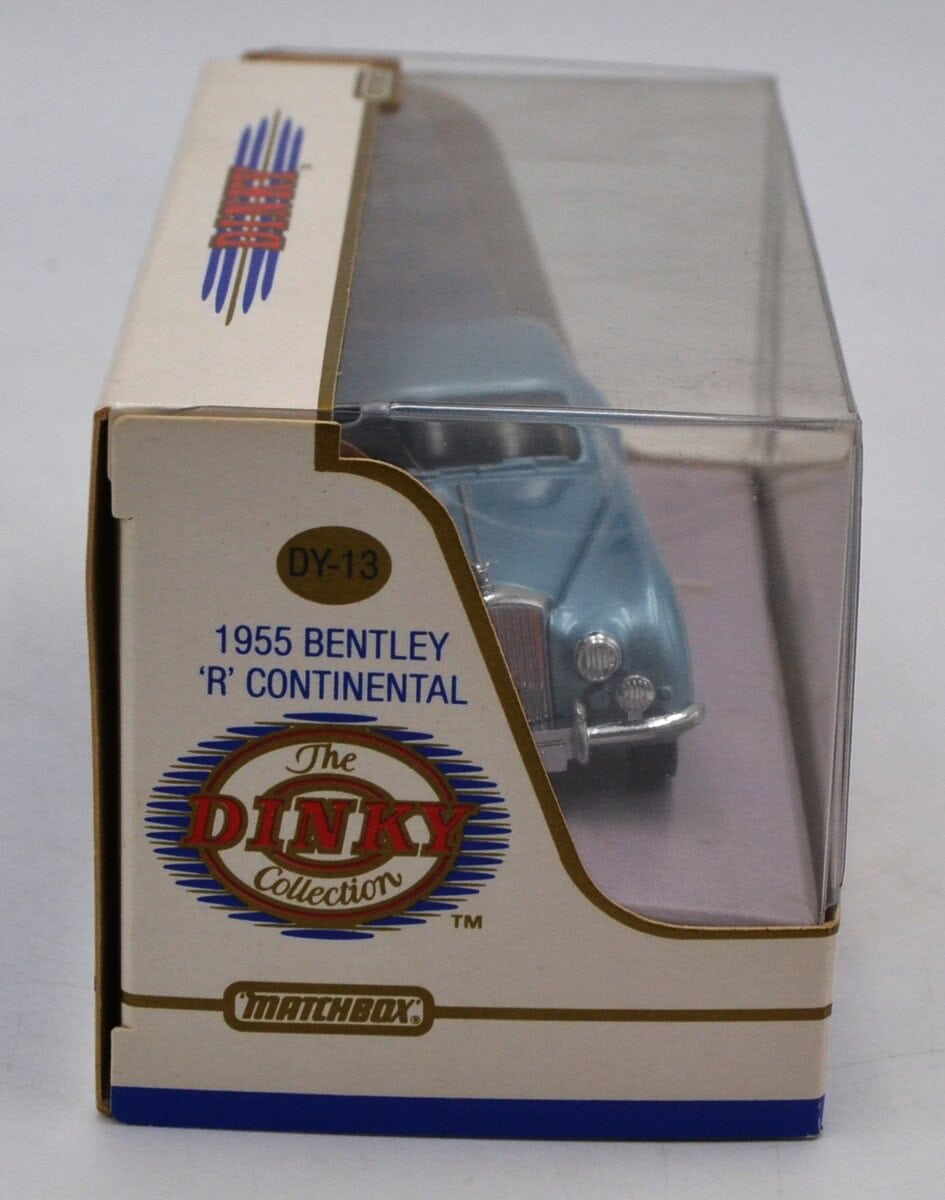 DINKY
DY-13
1955 BENTLEY
'R' CONTINENTAL
The
DINKY
Collection
TM
'MATCHBOX'®